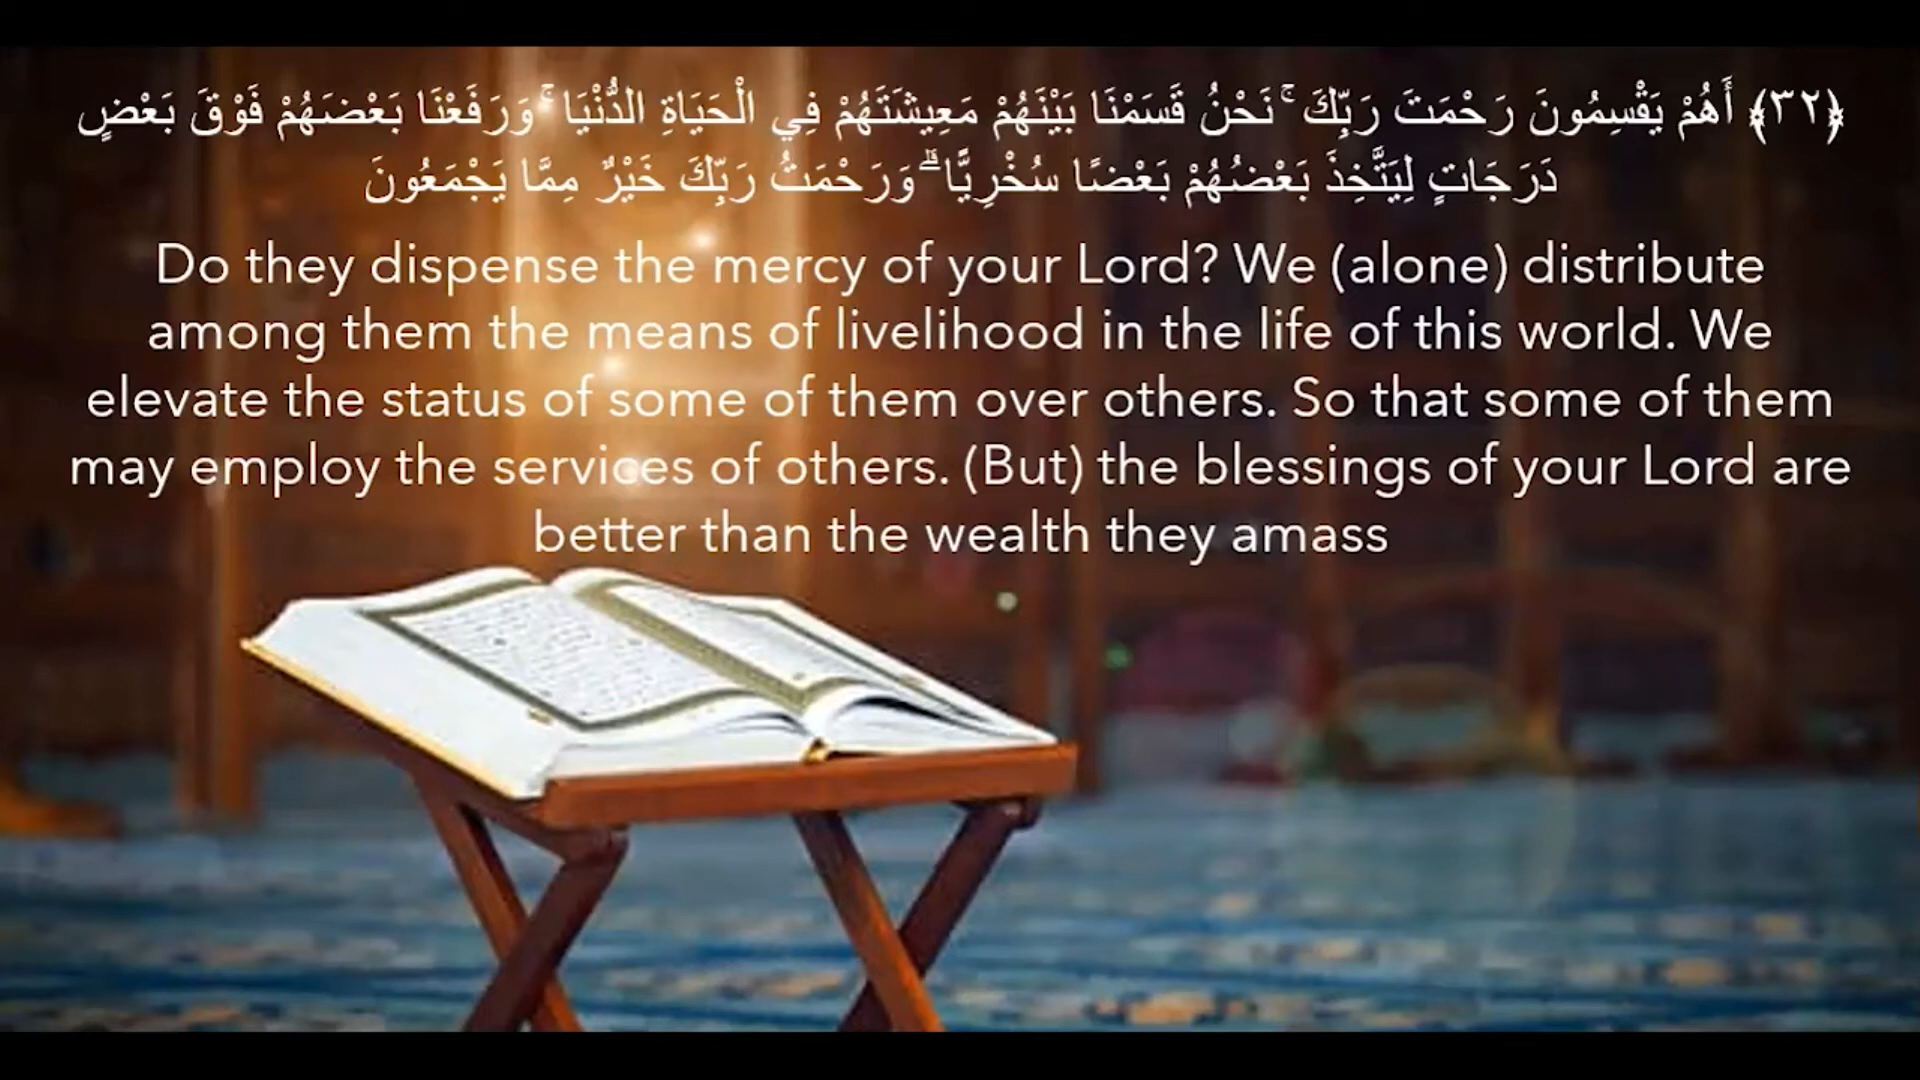 ﴿٣٢﴾ أَهُمْ يَقْسِمُونَ رَحْمَتَ رَبِّكَ ۚ نَحْنُ قَسَمْنَا بَيْنَهُمْ مَعِيشَتَهُمْ فِي الْحَيَاةِ الدُّنْيَا ۚ وَرَفَعْنَا بَعْضَهُمْ فَوْقَ بَعْضٍ
دَرَجَاتٍ لِيَتَّخِذَ بَعْضُهُمْ بَعْضًا سُخْرِيًّا ۗ وَرَحْمَتُ رَبِّكَ خَيْرٌ مِمَّا يَجْمَعُونَ
Do they dispense the mercy of your Lord? We (alone) distribute
among them the means of livelihood in the life of this world. We
elevate the status of some of them over others. So that some of them
may employ the services of others. (But) the blessings of your Lord are
better than the wealth they amass